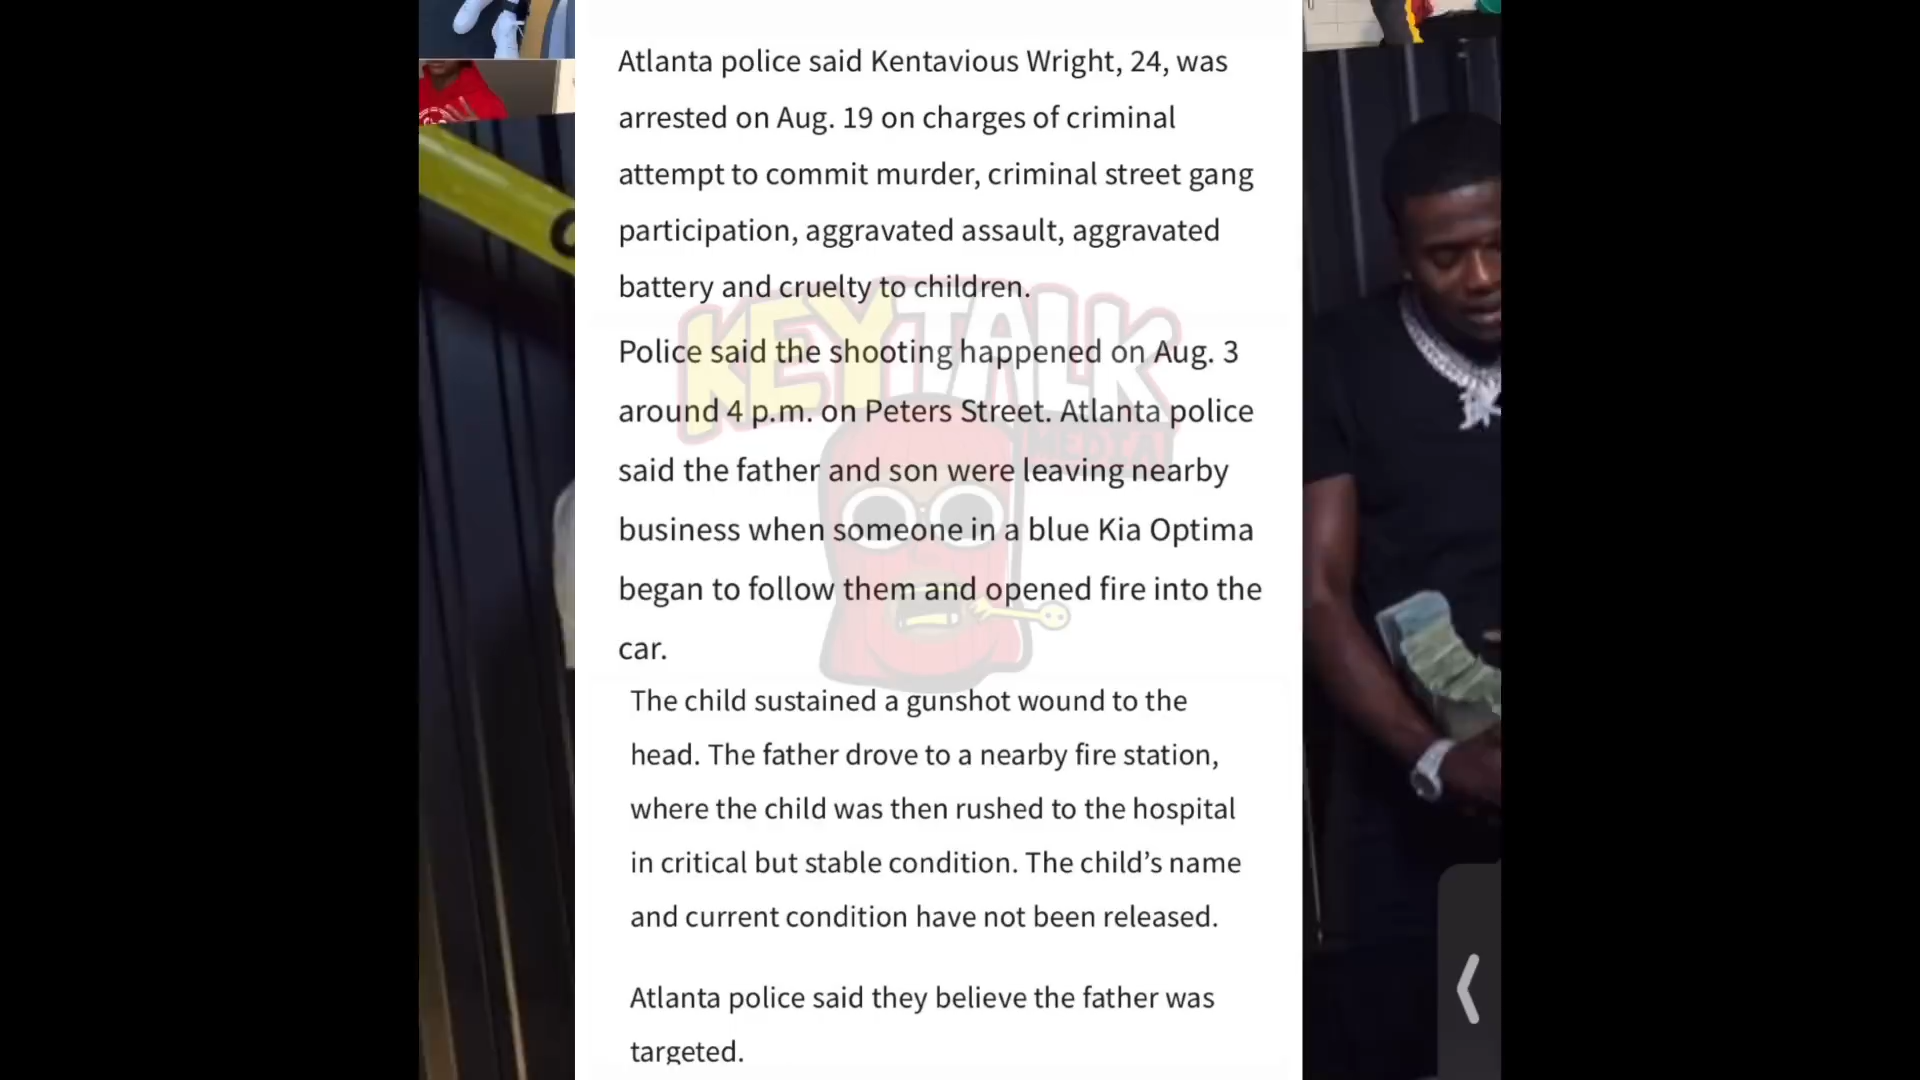 Atlanta police said Kentavious Wright, 24, was
arrested on Aug. 19 on charges of criminal
attempt to commit murder, criminal street gang
participation, aggravated assault, aggravated
battery and cruelty to children.
KEYTALK
MEDIA
Police said the shooting happened on Aug. 3
around 4 p.m. on Peters Street. Atlanta police
said the father and son were leaving nearby
business when someone in a blue Kia Optima
began to follow them and opened fire into the
car.
The child sustained a gunshot wound to the
head. The father drove to a nearby fire station,
where the child was then rushed to the hospital
in critical but stable condition. The child’s name
and current condition have not been released.
Atlanta police said they believe the father was
targeted.